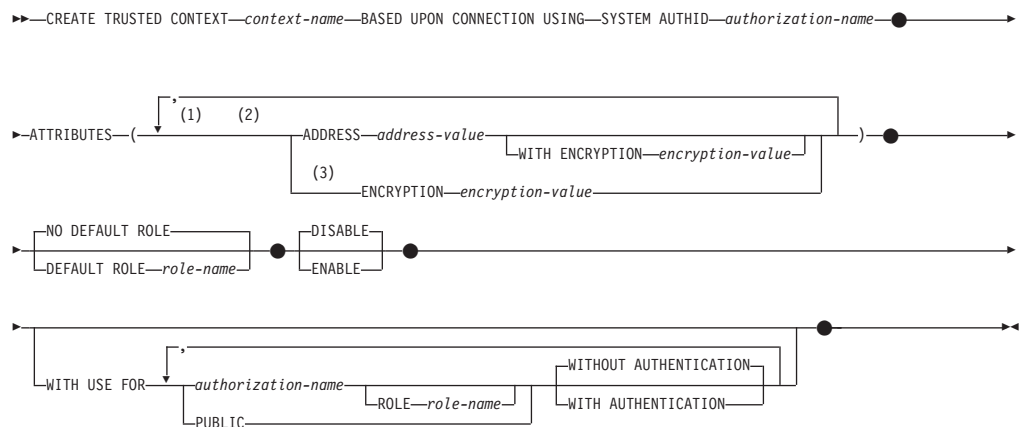 CREATE TRUSTED CONTEXT context-name BASED UPON CONNECTION USING SYSTEM AUTHID authorization-name
,
(1) (2)
ATTRIBUTES ( ADDRESS address-value )
WITH ENCRYPTION encryption-value
(3)
ENCRYPTION encryption-value
NO DEFAULT ROLE DISABLE
DEFAULT ROLE role-name ENABLE
,
WITHOUT AUTHENTICATION
WITH USE FOR authorization-name
ROLE role-name WITH AUTHENTICATION
PUBLIC